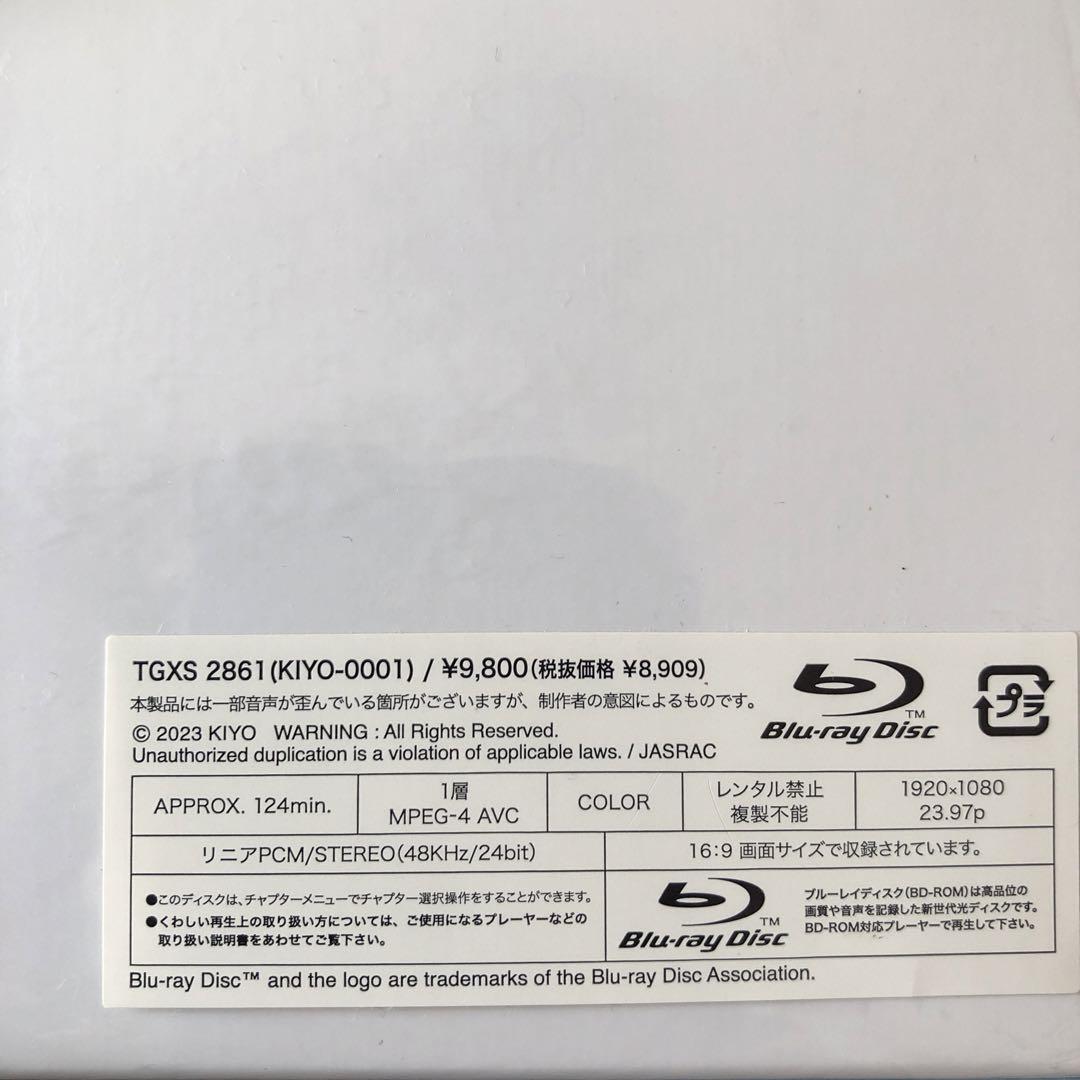 TGXS 2861(KIYO-0001) / ¥9,800(税抜価格 ¥8,909)
本製品には一部音声が歪んでいる箇所がございますが、制作者の意図によるものです。
© 2023 KIYO WARNING : All Rights Reserved.
Unauthorized duplication is a violation of applicable laws. / JASRAC
Blu-ray Disc™
プラ
APPROX. 124min.
1層
MPEG-4 AVC
COLOR
レンタル禁止
複製不能
1920×1080
23.97p
リニアPCM/STEREO(48KHz/24bit)
16:9 画面サイズで収録されています。
●このディスクは、チャプターメニューでチャプター選択操作をすることができます。
●くわしい再生上の取り扱い方については、ご使用になるプレーヤーなどの
取り扱い説明書をあわせてご覧下さい。
Blu-ray Disc™
ブルーレイディスク(BD-ROM)は高品位の
画質や音声を記録した新世代光ディスクです。
BD-ROM対応プレーヤーで再生して下さい。
Blu-ray Disc™ and the logo are trademarks of the Blu-ray Disc Association.